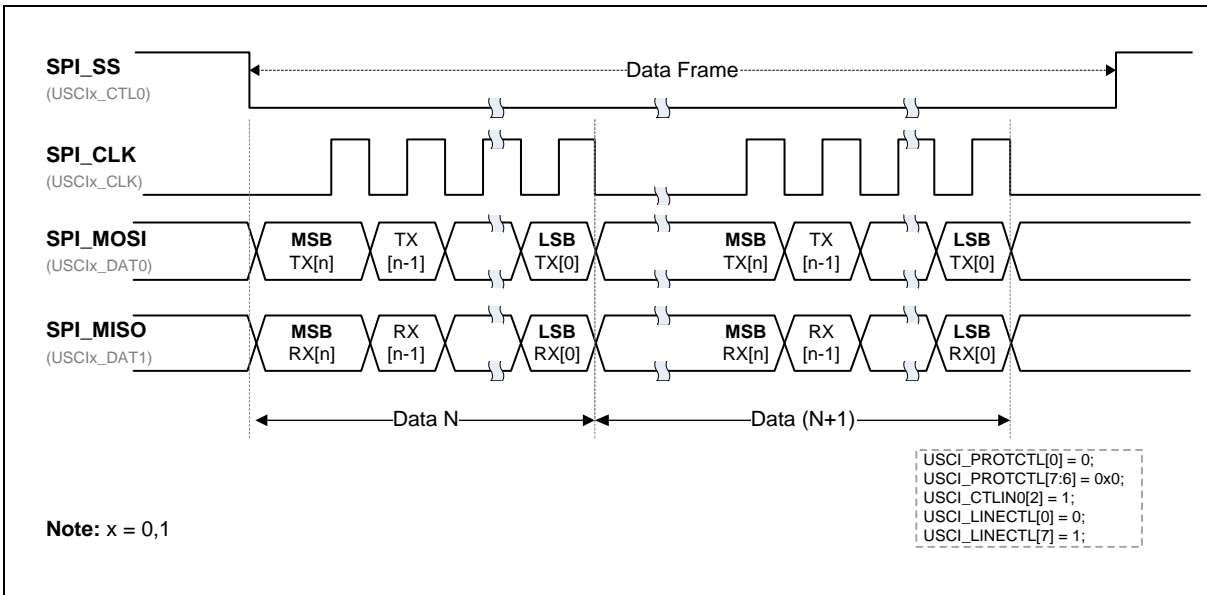 SPI_SS
(USCIx_CTL0)
Data Frame
SPI_CLK
(USCIx_CLK)
SPI_MOSI
(USCIx_DAT0)
MSB
TX[n]
TX
[n-1]
LSB
TX[0]
MSB
TX[n]
TX
[n-1]
LSB
TX[0]
SPI_MISO
(USCIx_DAT1)
MSB
RX[n]
RX
[n-1]
LSB
RX[0]
MSB
RX[n]
RX
[n-1]
LSB
RX[0]
Data N
Data (N+1)
USCI_PROTCTL[0] = 0;
USCI_PROTCTL[7:6] = 0x0;
USCI_CTLIN0[2] = 1;
USCI_LINECTL[0] = 0;
USCI_LINECTL[7] = 1;
Note: x = 0,1